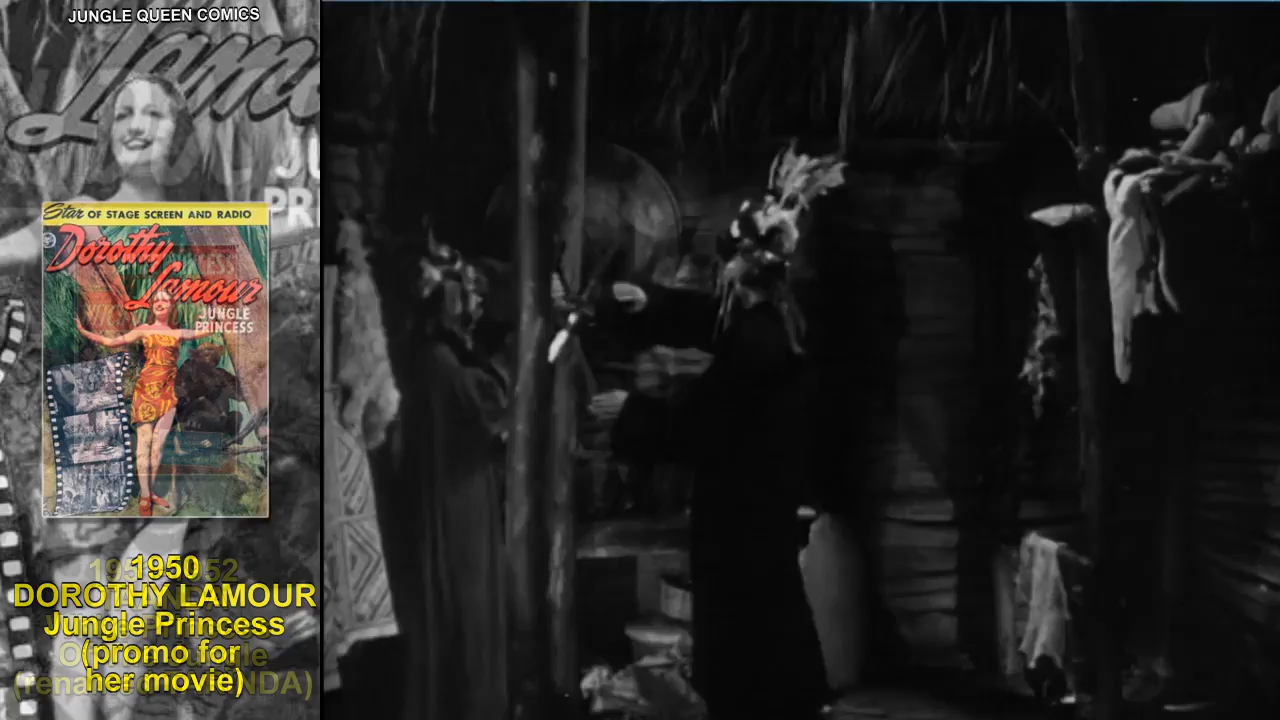 JUNGLE QUEEN COMICS
Star OF STAGE SCREEN AND RADIO
Dorothy
Lamour
JUNGLE
PRINCESS
1950
DOROTHY LAMOUR
Jungle Princess
(promo for
her movie)